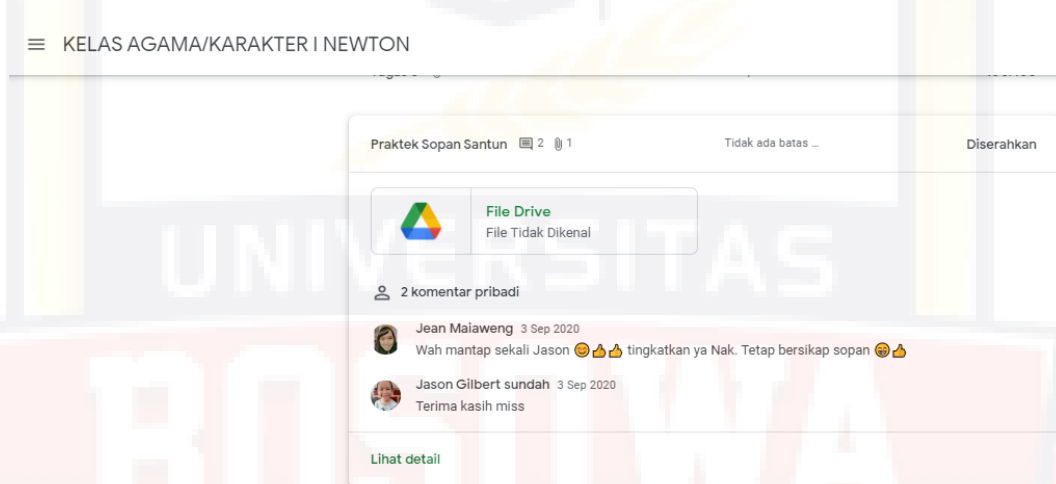 KELAS AGAMA/KARAKTER I NEWTON
Praktek Sopan Santun 2 1 Tidak ada batas ... Diserahkan
File Drive
File Tidak Dikenal
2 komentar pribadi
Jean Maiaweng 3 Sep 2020
Wah mantap sekali Jason 😊👍👍 tingkatkan ya Nak. Tetap bersikap sopan 😁👍
Jason Gilbert sundah 3 Sep 2020
Terima kasih miss
Lihat detail
UNIVERSITAS
BOSOWA